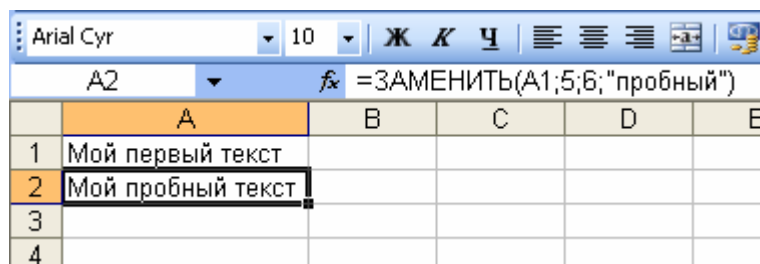 Arial Cyr 10 Ж К Ч
A2 fx =ЗАМЕНИТЬ(A1;5;6;"пробный")
A B C D E
1 Мой первый текст
2 Мой пробный текст
3
4